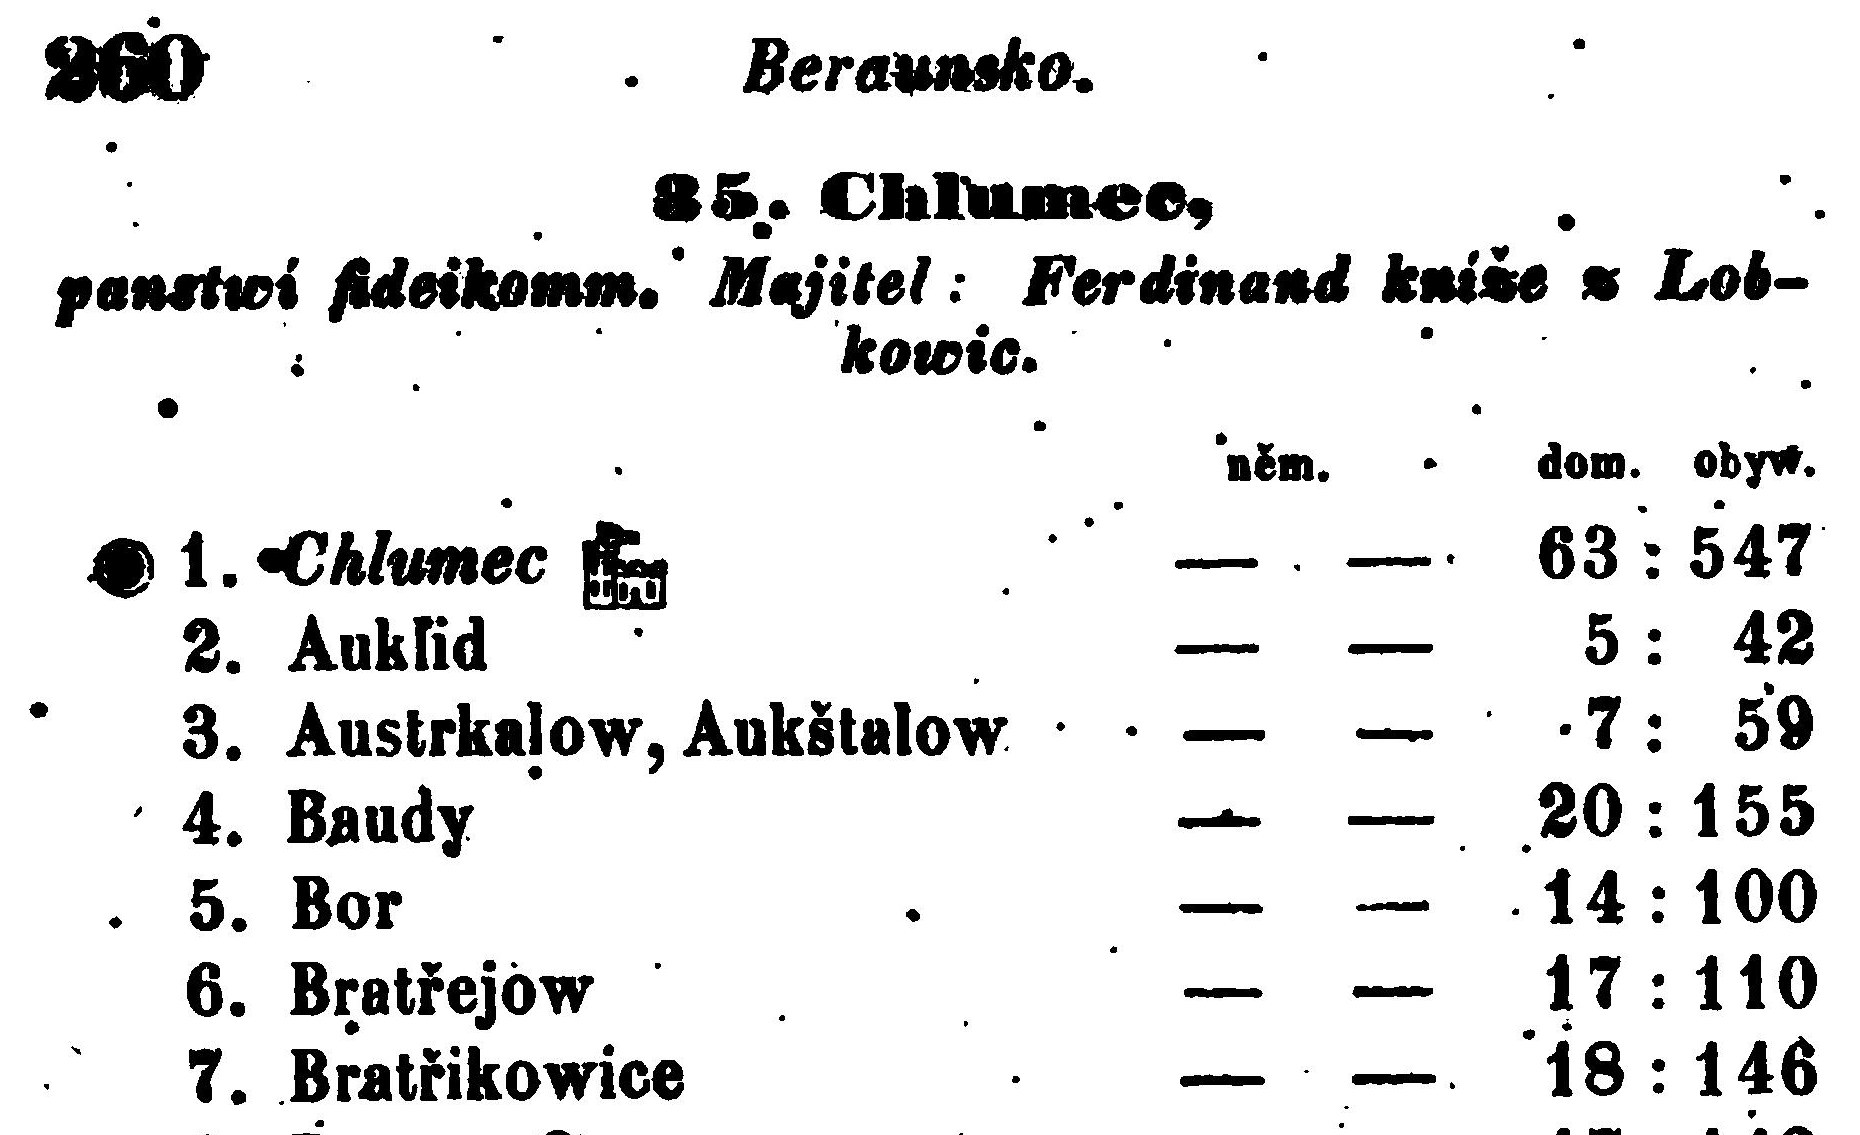 260 Beraunsko.
35. Chlumec,
panstwí fideikomm. Majitel: Ferdinand kníže z Lob-
kowic.
něm. dom. obyw.
1. Chlumec — — 63 : 547
2. Auklid — — 5 : 42
3. Austrkalow, Aukštalow — — 7 : 59
4. Baudy — — 20 : 155
5. Bor — — 14 : 100
6. Bratřejow — — 17 : 110
7. Bratřikowice — — 18 : 146